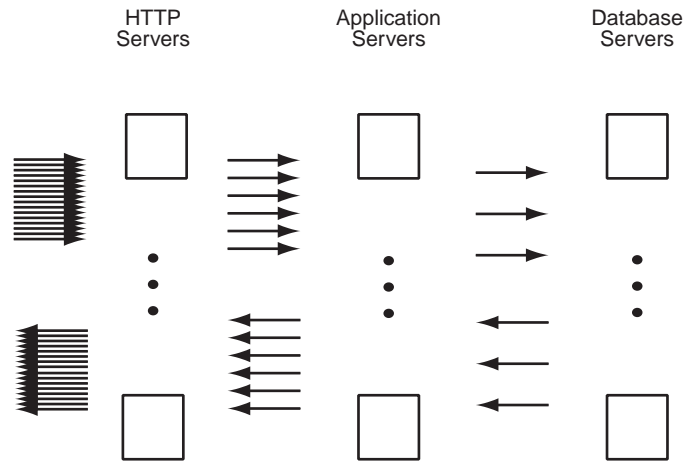 HTTP
Servers
Application
Servers
Database
Servers